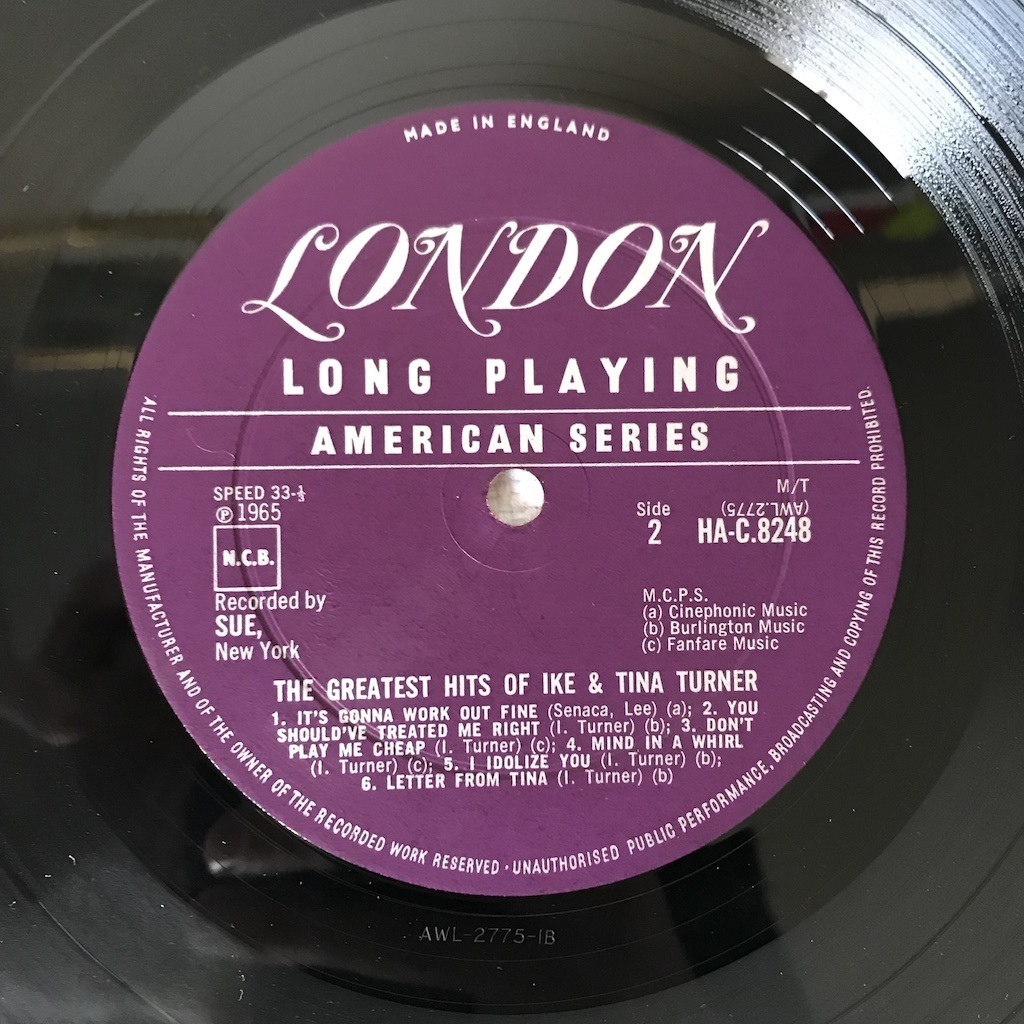 MADE IN ENGLAND
LONDON
LONG PLAYING
AMERICAN SERIES
SPEED 33-⅓
℗ 1965
N.C.B.
Recorded by
SUE,
New York
M/T
(AWL.2775)
Side
2 HA-C.8248
M.C.P.S.
(a) Cinephonic Music
(b) Burlington Music
(c) Fanfare Music
THE GREATEST HITS OF IKE & TINA TURNER
1. IT'S GONNA WORK OUT FINE (Senaca, Lee) (a); 2. YOU
SHOULD'VE TREATED ME RIGHT (I. Turner) (b); 3. DON'T
PLAY ME CHEAP (I. Turner) (c); 4. MIND IN A WHIRL
(I. Turner) (c); 5. I IDOLIZE YOU (I. Turner) (b);
6. LETTER FROM TINA (I. Turner) (b)
ALL RIGHTS OF THE MANUFACTURER AND OF THE OWNER OF THE RECORDED WORK RESERVED · UNAUTHORISED PUBLIC PERFORMANCE, BROADCASTING AND COPYING OF THIS RECORD PROHIBITED.
AWL-2775-1B